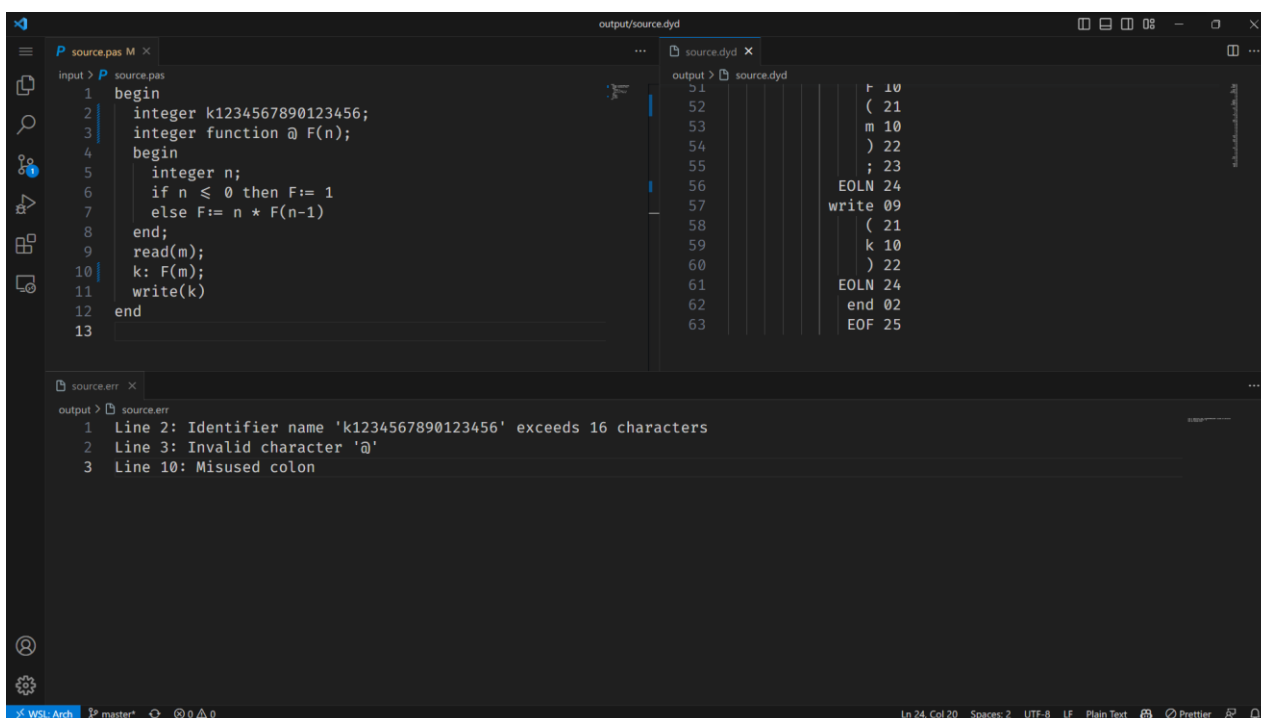 output/source.dyd
source.pas M
input > source.pas
1 begin
2 integer k1234567890123456;
3 integer function @ F(n);
4 begin
5 integer n;
6 if n ⩽ 0 then F:= 1
7 else F:= n * F(n-1)
8 end;
9 read(m);
10 k: F(m);
11 write(k)
12 end
13
source.dyd
output > source.dyd
51 F 10
52 ( 21
53 m 10
54 ) 22
55 ; 23
56 EOLN 24
57 write 09
58 ( 21
59 k 10
60 ) 22
61 EOLN 24
62 end 02
63 EOF 25
source.err
output > source.err
1 Line 2: Identifier name 'k1234567890123456' exceeds 16 characters
2 Line 3: Invalid character '@'
3 Line 10: Misused colon
1
WSL: Arch master* 0 0 Ln 24, Col 20 Spaces: 2 UTF-8 LF Plain Text Prettier